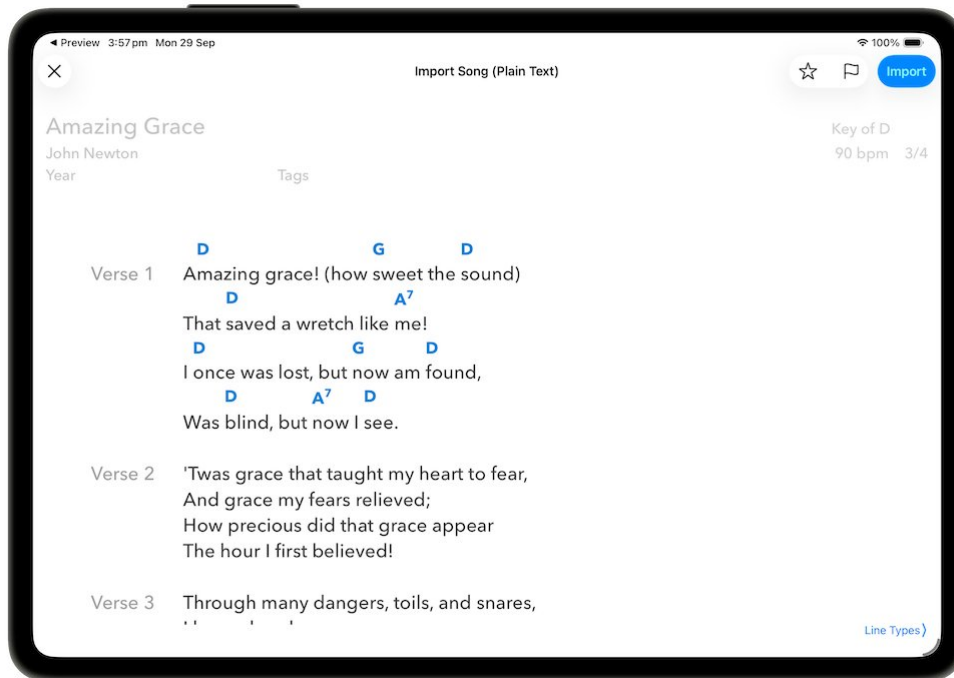 Preview 3:57 pm Mon 29 Sep 100%
Import Song (Plain Text)
Import
Amazing Grace
Key of D
John Newton
90 bpm 3/4
Year Tags
D G D
Verse 1 Amazing grace! (how sweet the sound)
D A7
That saved a wretch like me!
D G D
I once was lost, but now am found,
D A7 D
Was blind, but now I see.
Verse 2 'Twas grace that taught my heart to fear,
And grace my fears relieved;
How precious did that grace appear
The hour I first believed!
Verse 3 Through many dangers, toils, and snares,
Line Types